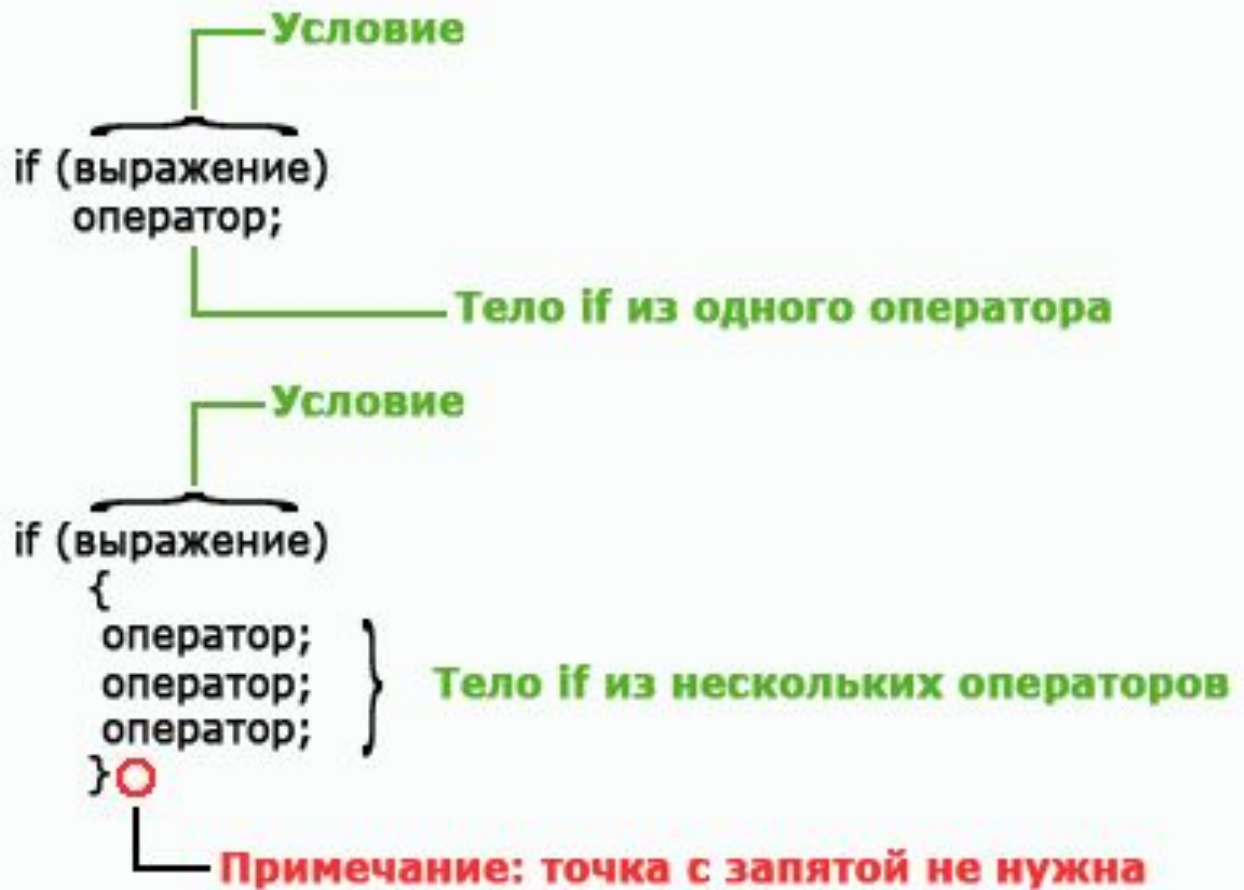 Условие
if (выражение)
оператор;
Тело if из одного оператора
Условие
if (выражение)
{
оператор;
оператор;
оператор;
}
Тело if из нескольких операторов
}
Примечание: точка с запятой не нужна